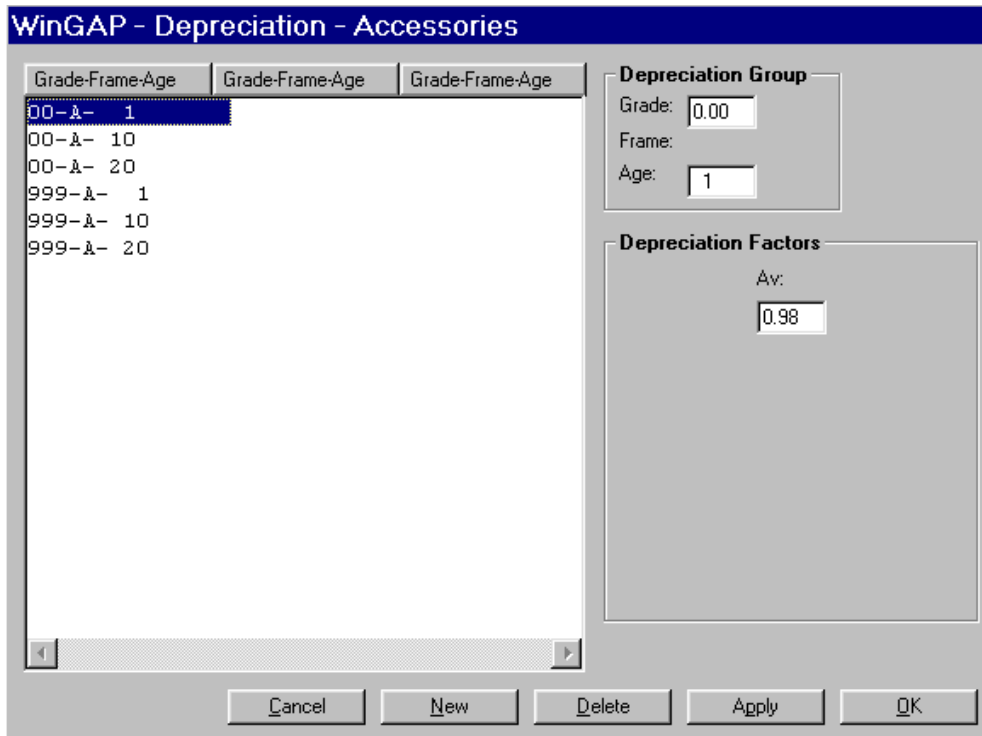 WinGAP - Depreciation - Accessories
Grade-Frame-Age Grade-Frame-Age Grade-Frame-Age
00-A-  1
00-A- 10
00-A- 20
999-A-  1
999-A- 10
999-A- 20
Depreciation Group
Grade: 0.00
Frame:
Age: 1
Depreciation Factors
Av:
0.98
Cancel New Delete Apply OK